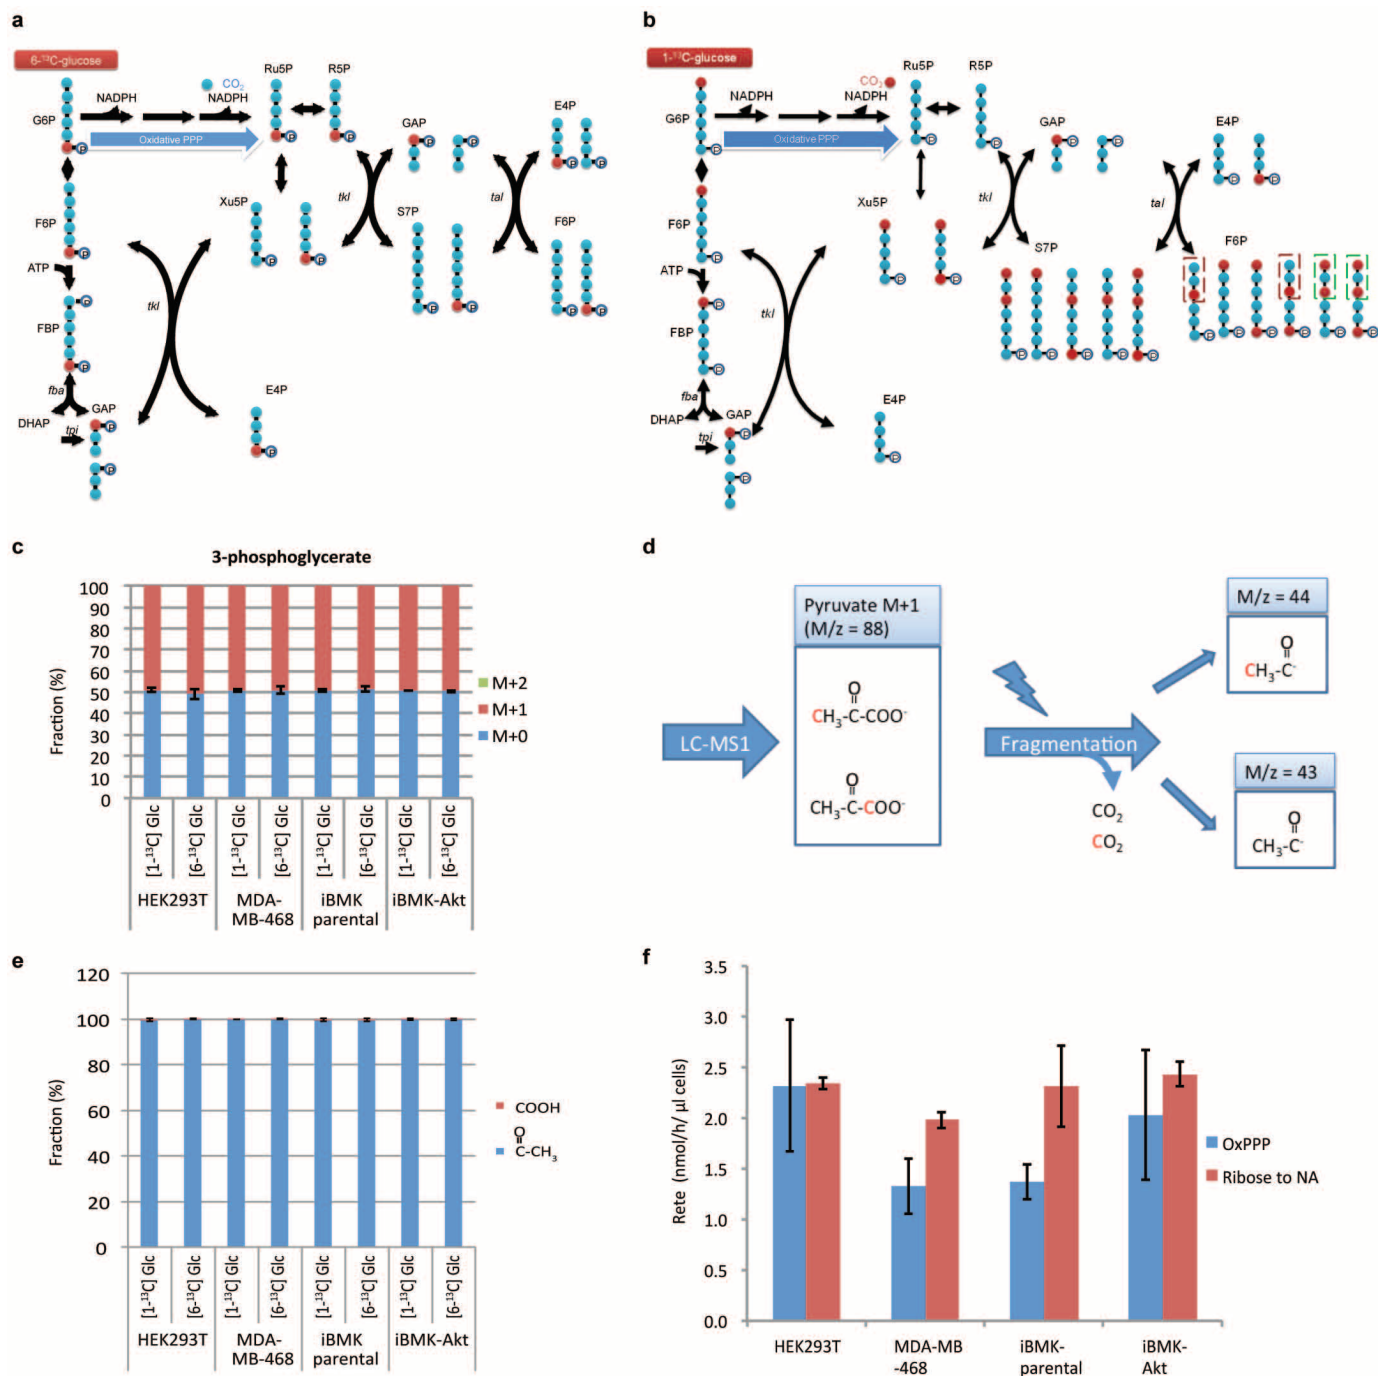 a
6-¹³C-glucose
CO₂
Ru5P
R5P
NADPH
NADPH
G6P
Oxidative PPP
P
P
P
GAP
P
P
E4P
P
P
F6P
P
Xu5P
P
P
tkl
S7P
P
P
tal
F6P
P
P
ATP
FBP
P
P
tkl
fba
DHAP
GAP
tpi
P
P
E4P
P
b
1-¹³C-glucose
CO₂
Ru5P
R5P
NADPH
NADPH
G6P
Oxidative PPP
P
P
P
GAP
P
P
E4P
P
P
F6P
P
Xu5P
P
P
tkl
S7P
P
P
P
P
P
tal
F6P
P
P
P
P
P
P
ATP
FBP
P
P
tkl
fba
DHAP
GAP
tpi
P
P
E4P
P
c
3-phosphoglycerate
Fraction (%)
100
90
80
70
60
50
40
30
20
10
0
M+2
M+1
M+0
[1-¹³C] Glc
[6-¹³C] Glc
[1-¹³C] Glc
[6-¹³C] Glc
[1-¹³C] Glc
[6-¹³C] Glc
[1-¹³C] Glc
[6-¹³C] Glc
HEK293T
MDA-
MB-468
iBMK
parental
iBMK-Akt
d
LC-MS1
Pyruvate M+1
(M/z = 88)
O
CH₃-C-COO⁻
O
CH₃-C-COO⁻
Fragmentation
CO₂
CO₂
M/z = 44
O
CH₃-C⁻
M/z = 43
O
CH₃-C⁻
e
Fraction (%)
120
100
80
60
40
20
0
COOH
O
C-CH₃
[1-¹³C] Glc
[6-¹³C] Glc
[1-¹³C] Glc
[6-¹³C] Glc
[1-¹³C] Glc
[6-¹³C] Glc
[1-¹³C] Glc
[6-¹³C] Glc
HEK293T
MDA-
MB-468
iBMK
parental
iBMK-Akt
f
Rete (nmol/h/ µl cells)
3.5
3.0
2.5
2.0
1.5
1.0
0.5
0.0
OxPPP
Ribose to NA
HEK293T
MDA-MB
-468
iBMK-
parental
iBMK-
Akt